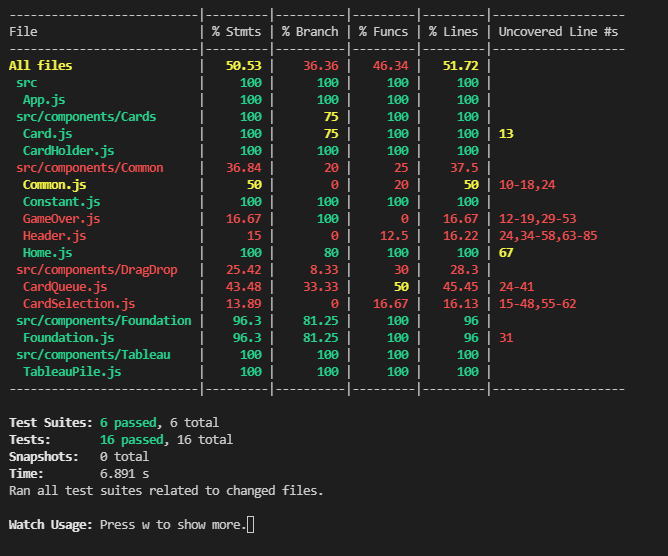 ---------------------------|---------|----------|---------|---------|-------------------
File                       | % Stmts | % Branch | % Funcs | % Lines | Uncovered Line #s
---------------------------|---------|----------|---------|---------|-------------------
All files                  |   50.53 |    36.36 |   46.34 |   51.72 |
 src                       |     100 |      100 |     100 |     100 |
  App.js                   |     100 |      100 |     100 |     100 |
 src/components/Cards      |     100 |       75 |     100 |     100 |
  Card.js                  |     100 |       75 |     100 |     100 | 13
  CardHolder.js            |     100 |      100 |     100 |     100 |
 src/components/Common     |   36.84 |       20 |      25 |    37.5 |
  Common.js                |      50 |        0 |      20 |      50 | 10-18,24
  Constant.js              |     100 |      100 |     100 |     100 |
  GameOver.js              |   16.67 |      100 |       0 |   16.67 | 12-19,29-53
  Header.js                |      15 |        0 |    12.5 |   16.22 | 24,34-58,63-85
  Home.js                  |     100 |       80 |     100 |     100 | 67
 src/components/DragDrop   |   25.42 |     8.33 |      30 |    28.3 |
  CardQueue.js             |   43.48 |    33.33 |      50 |   45.45 | 24-41
  CardSelection.js         |   13.89 |        0 |   16.67 |   16.13 | 15-48,55-62
 src/components/Foundation |    96.3 |    81.25 |     100 |      96 |
  Foundation.js            |    96.3 |    81.25 |     100 |      96 | 31
 src/components/Tableau    |     100 |      100 |     100 |     100 |
  TableauPile.js           |     100 |      100 |     100 |     100 |
---------------------------|---------|----------|---------|---------|-------------------
Test Suites: 6 passed, 6 total
Tests:       16 passed, 16 total
Snapshots:   0 total
Time:        6.891 s
Ran all test suites related to changed files.
Watch Usage: Press w to show more.